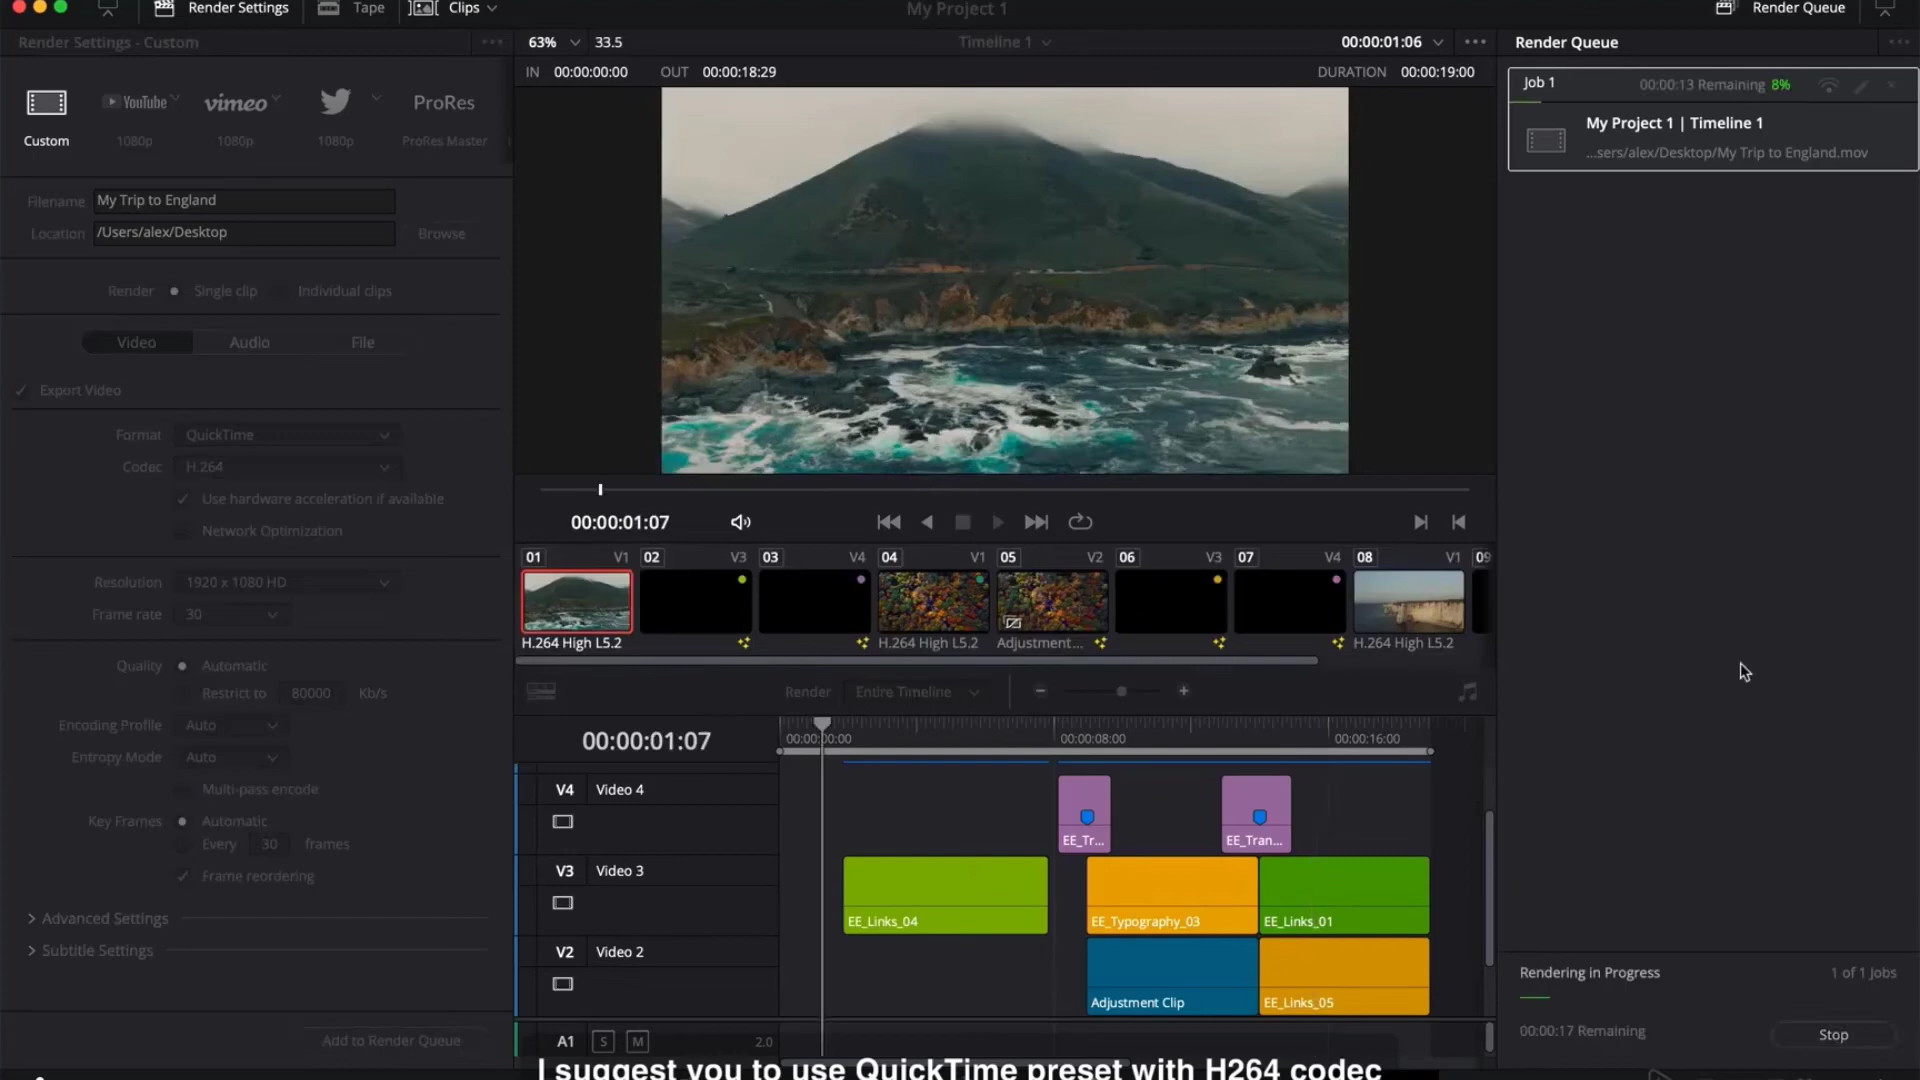 Render Settings
Tape
Clips
My Project 1
Render Queue
Render Settings - Custom
63%
33.5
Timeline 1
00:00:01:06
Render Queue
IN 00:00:00:00 OUT 00:00:18:29
DURATION 00:00:19:00
Job 1
00:00:13 Remaining 8%
My Project 1 | Timeline 1
...sers/alex/Desktop/My Trip to England.mov
YouTube
vimeo
ProRes
Custom
1080p
1080p
1080p
ProRes Master
Filename My Trip to England
Location /Users/alex/Desktop
Browse
Render Single clip Individual clips
Video
Audio
File
Export Video
Format QuickTime
Codec H.264
Use hardware acceleration if available
Network Optimization
Resolution 1920 x 1080 HD
Frame rate 30
Quality Automatic
Restrict to 80000 Kb/s
Encoding Profile Auto
Entropy Mode Auto
Multi-pass encode
Key Frames Automatic
Every 30 frames
Frame reordering
Advanced Settings
Subtitle Settings
Add to Render Queue
00:00:01:07
01 V1 02 V3 03 V4 04 V1 05 V2 06 V3 07 V4 08 V1 09
H.264 High L5.2
H.264 High L5.2
Adjustment...
H.264 High L5.2
Render Entire Timeline
00:00:01:07
00:00:00:00
00:00:08:00
00:00:16:00
V4 Video 4
EE_Tr...
EE_Tran...
V3 Video 3
EE_Links_04
EE_Typography_03
EE_Links_01
V2 Video 2
Adjustment Clip
EE_Links_05
A1 S M 2.0
Rendering in Progress
1 of 1 Jobs
00:00:17 Remaining
Stop
I suggest you to use QuickTime preset with H264 codec